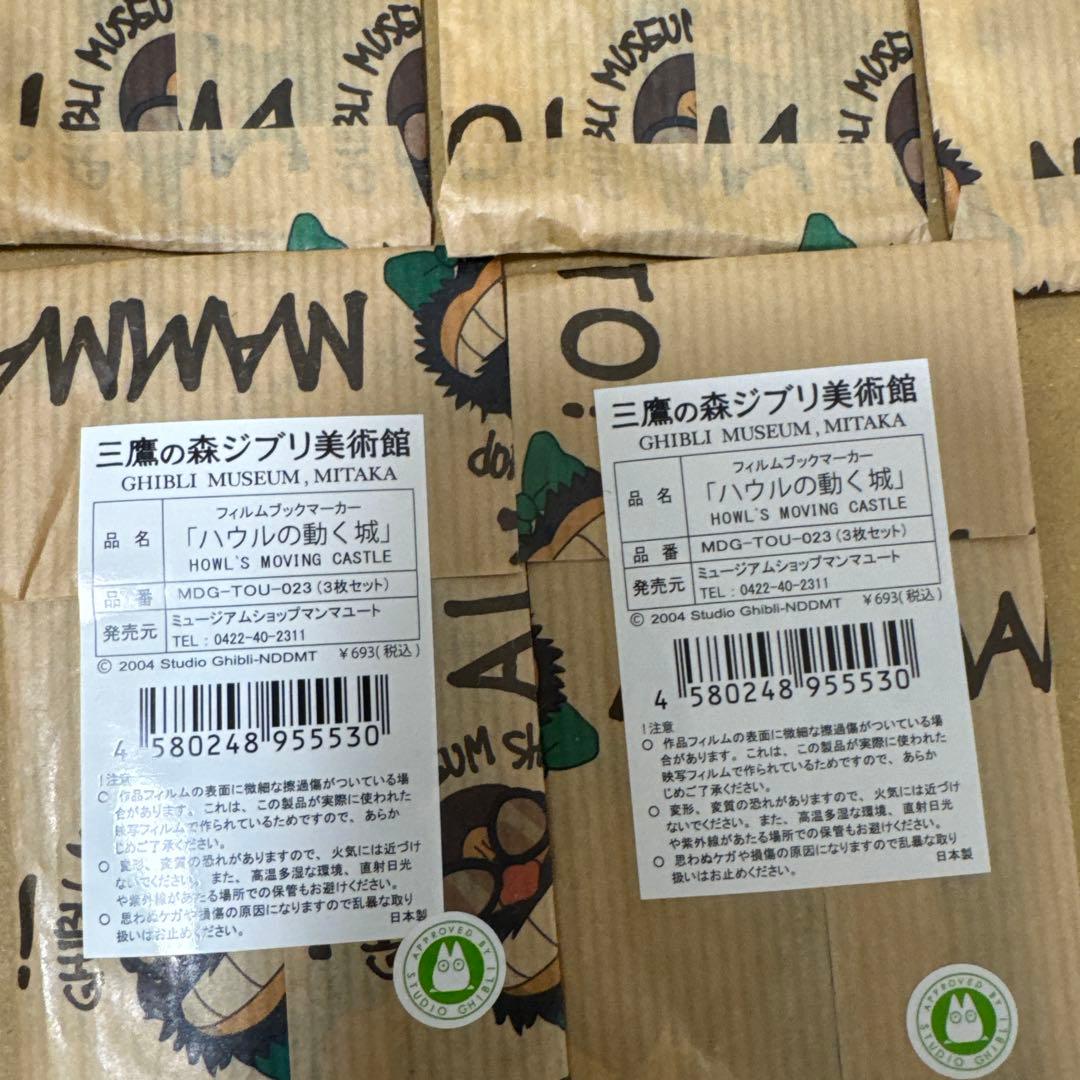 BLI MUSEU
BLI MUSEU
MAMMA
三鷹の森ジブリ美術館
GHIBLI MUSEUM, MITAKA
品名
フィルムブックマーカー
「ハウルの動く城」
HOWL'S MOVING CASTLE
品番
MDG-TOU-023(3枚セット)
発売元
ミュージアムショップマンマユート
TEL:0422-40-2311
© 2004 Studio Ghibli-NDDMT ¥693(税込)
4 580248 955530
!注意
○ 作品フィルムの表面に微細な擦過傷がついている場
合があります。これは、この製品が実際に使われた
映写フィルムで作られているためですので、あらか
じめご了承ください。
○ 変形、変質の恐れがありますので、火気には近づけ
ないでください。また、高温多湿な環境、直射日光
や紫外線があたる場所での保管もお避けください。
○ 思わぬケガや損傷の原因になりますので乱暴な取り
扱いはお止めください。
日本製
APPROVED BY STUDIO GHIBLI
三鷹の森ジブリ美術館
GHIBLI MUSEUM, MITAKA
品名
フィルムブックマーカー
「ハウルの動く城」
HOWL'S MOVING CASTLE
品番
MDG-TOU-023(3枚セット)
発売元
ミュージアムショップマンマユート
TEL:0422-40-2311
© 2004 Studio Ghibli-NDDMT ¥693(税込)
4 580248 955530
!注意
○ 作品フィルムの表面に微細な擦過傷がついている場
合があります。これは、この製品が実際に使われた
映写フィルムで作られているためですので、あらか
じめご了承ください。
○ 変形、変質の恐れがありますので、火気には近づけ
ないでください。また、高温多湿な環境、直射日光
や紫外線があたる場所での保管もお避けください。
○ 思わぬケガや損傷の原因になりますので乱暴な取り
扱いはお止めください。
日本製
APPROVED BY STUDIO GHIBLI